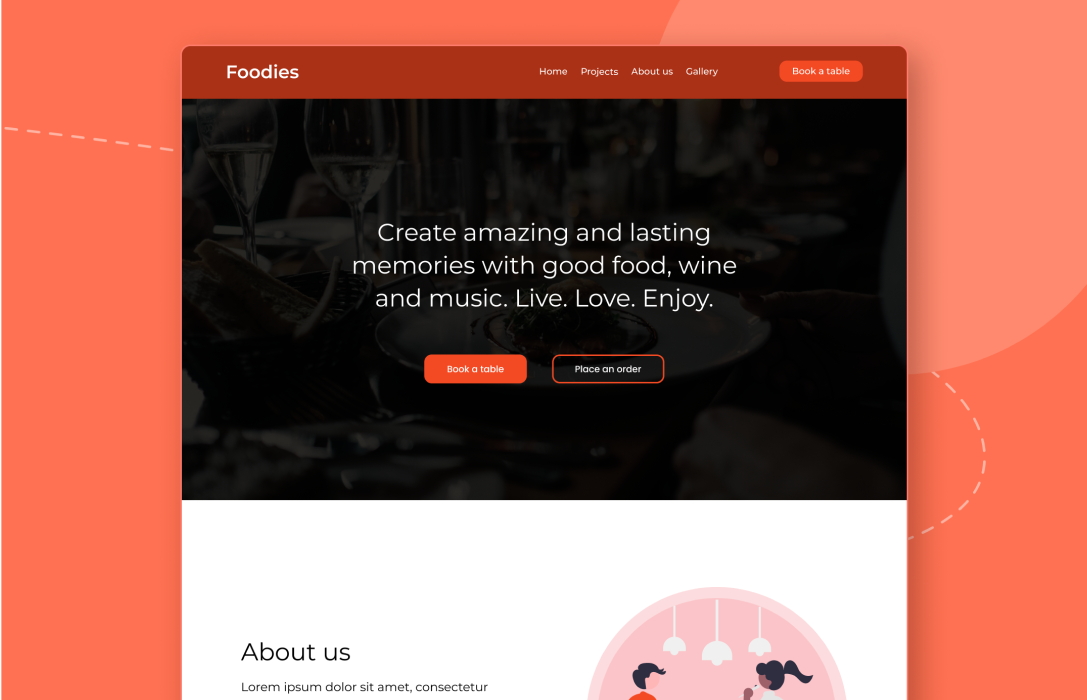 Foodies
Home Projects About us Gallery
Book a table
Create amazing and lasting
memories with good food, wine
and music. Live. Love. Enjoy.
Book a table
Place an order
About us
Lorem ipsum dolor sit amet, consectetur